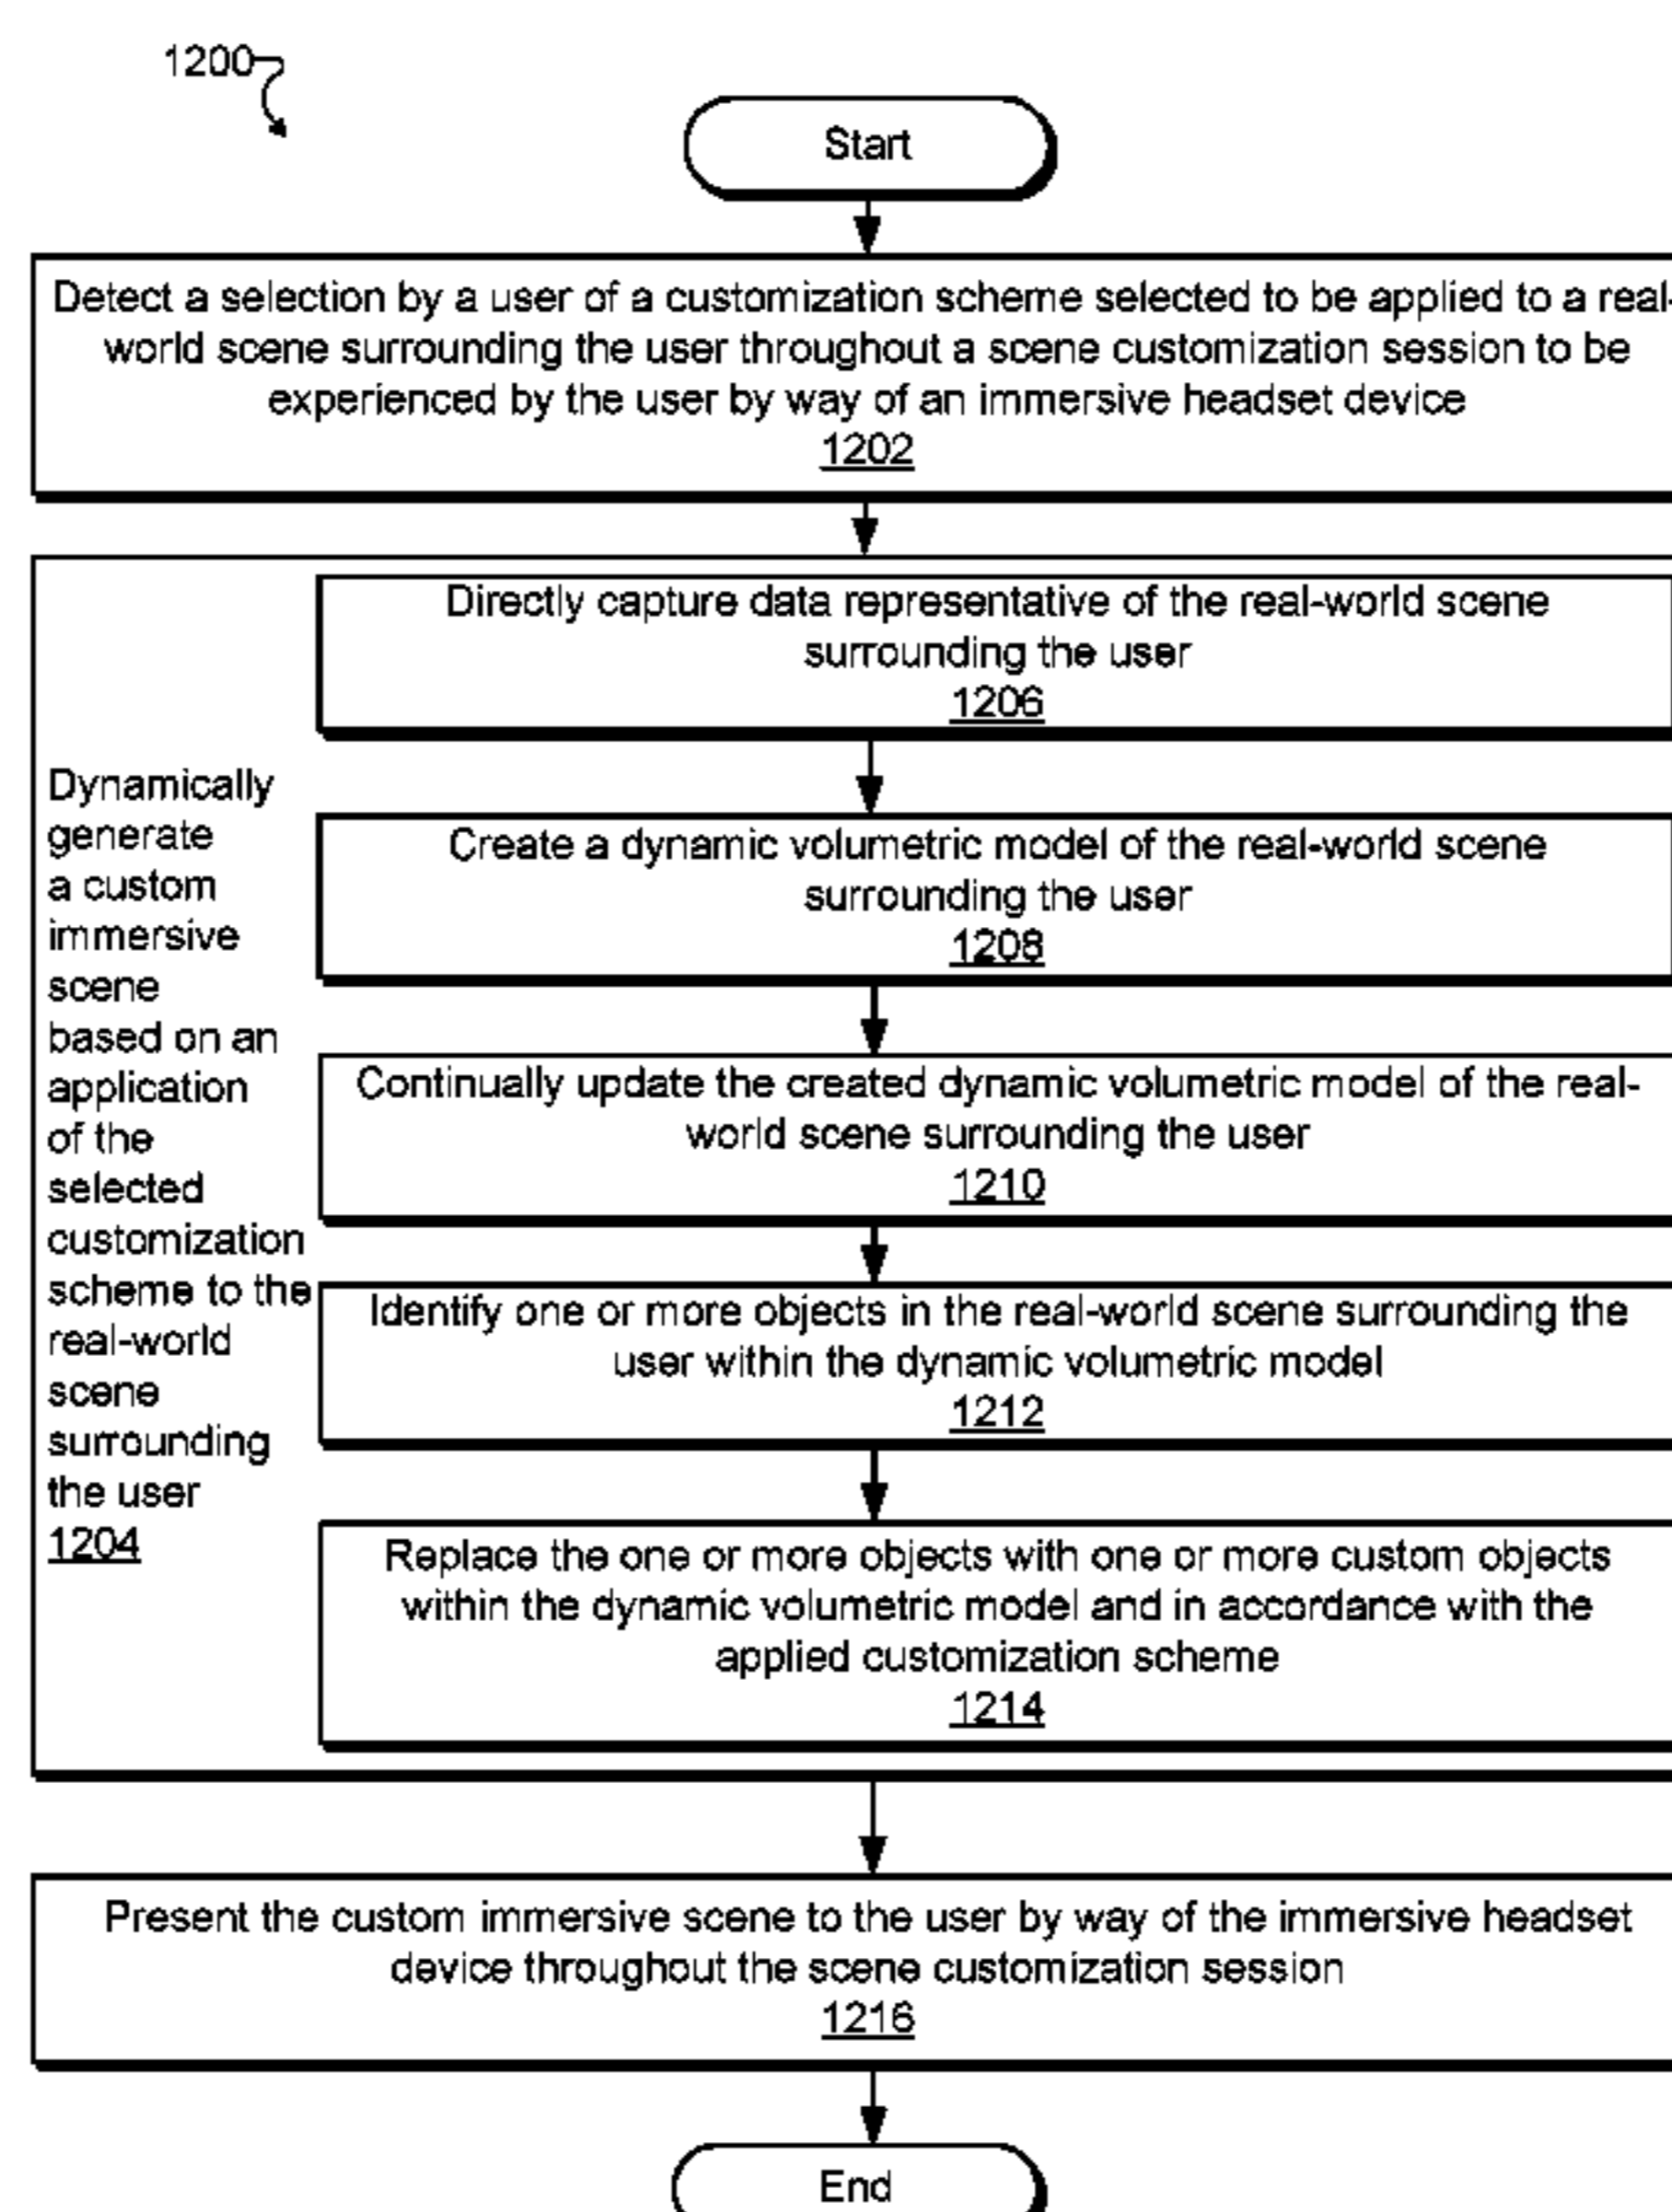 1200
Start
Detect a selection by a user of a customization scheme selected to be applied to a real-
world scene surrounding the user throughout a scene customization session to be
experienced by the user by way of an immersive headset device
1202
Dynamically
generate
a custom
immersive
scene
based on an
application
of the
selected
customization
scheme to the
real-world
scene
surrounding
the user
1204
Directly capture data representative of the real-world scene
surrounding the user
1206
Create a dynamic volumetric model of the real-world scene
surrounding the user
1208
Continually update the created dynamic volumetric model of the real-
world scene surrounding the user
1210
Identify one or more objects in the real-world scene surrounding the
user within the dynamic volumetric model
1212
Replace the one or more objects with one or more custom objects
within the dynamic volumetric model and in accordance with the
applied customization scheme
1214
Present the custom immersive scene to the user by way of the immersive headset
device throughout the scene customization session
1216
End